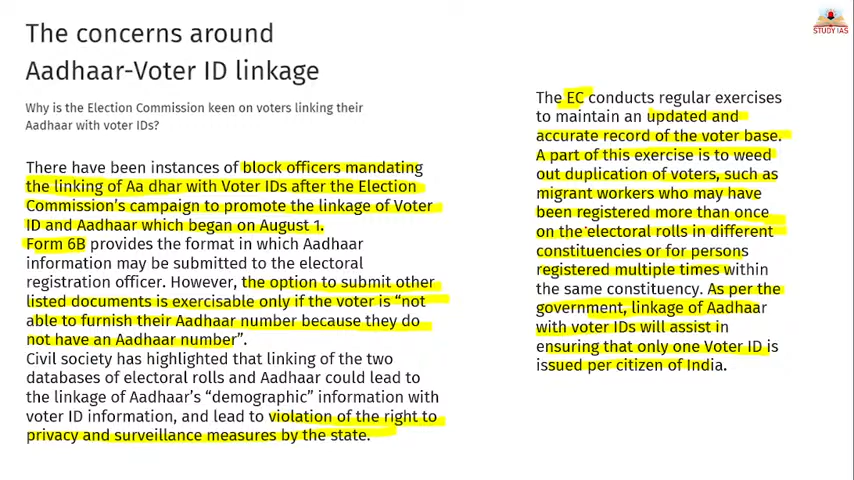 The concerns around
Aadhaar-Voter ID linkage
Why is the Election Commission keen on voters linking their
Aadhaar with voter IDs?
There have been instances of block officers mandating
the linking of Aa dhar with Voter IDs after the Election
Commission's campaign to promote the linkage of Voter
ID and Aadhaar which began on August 1.
Form 6B provides the format in which Aadhaar
information may be submitted to the electoral
registration officer. However, the option to submit other
listed documents is exercisable only if the voter is “not
able to furnish their Aadhaar number because they do
not have an Aadhaar number”.
Civil society has highlighted that linking of the two
databases of electoral rolls and Aadhaar could lead to
the linkage of Aadhaar's “demographic” information with
voter ID information, and lead to violation of the right to
privacy and surveillance measures by the state.
STUDY IAS
The EC conducts regular exercises
to maintain an updated and
accurate record of the voter base.
A part of this exercise is to weed
out duplication of voters, such as
migrant workers who may have
been registered more than once
on the electoral rolls in different
constituencies or for persons
registered multiple times within
the same constituency. As per the
government, linkage of Aadhaar
with voter IDs will assist in
ensuring that only one Voter ID is
issued per citizen of India.